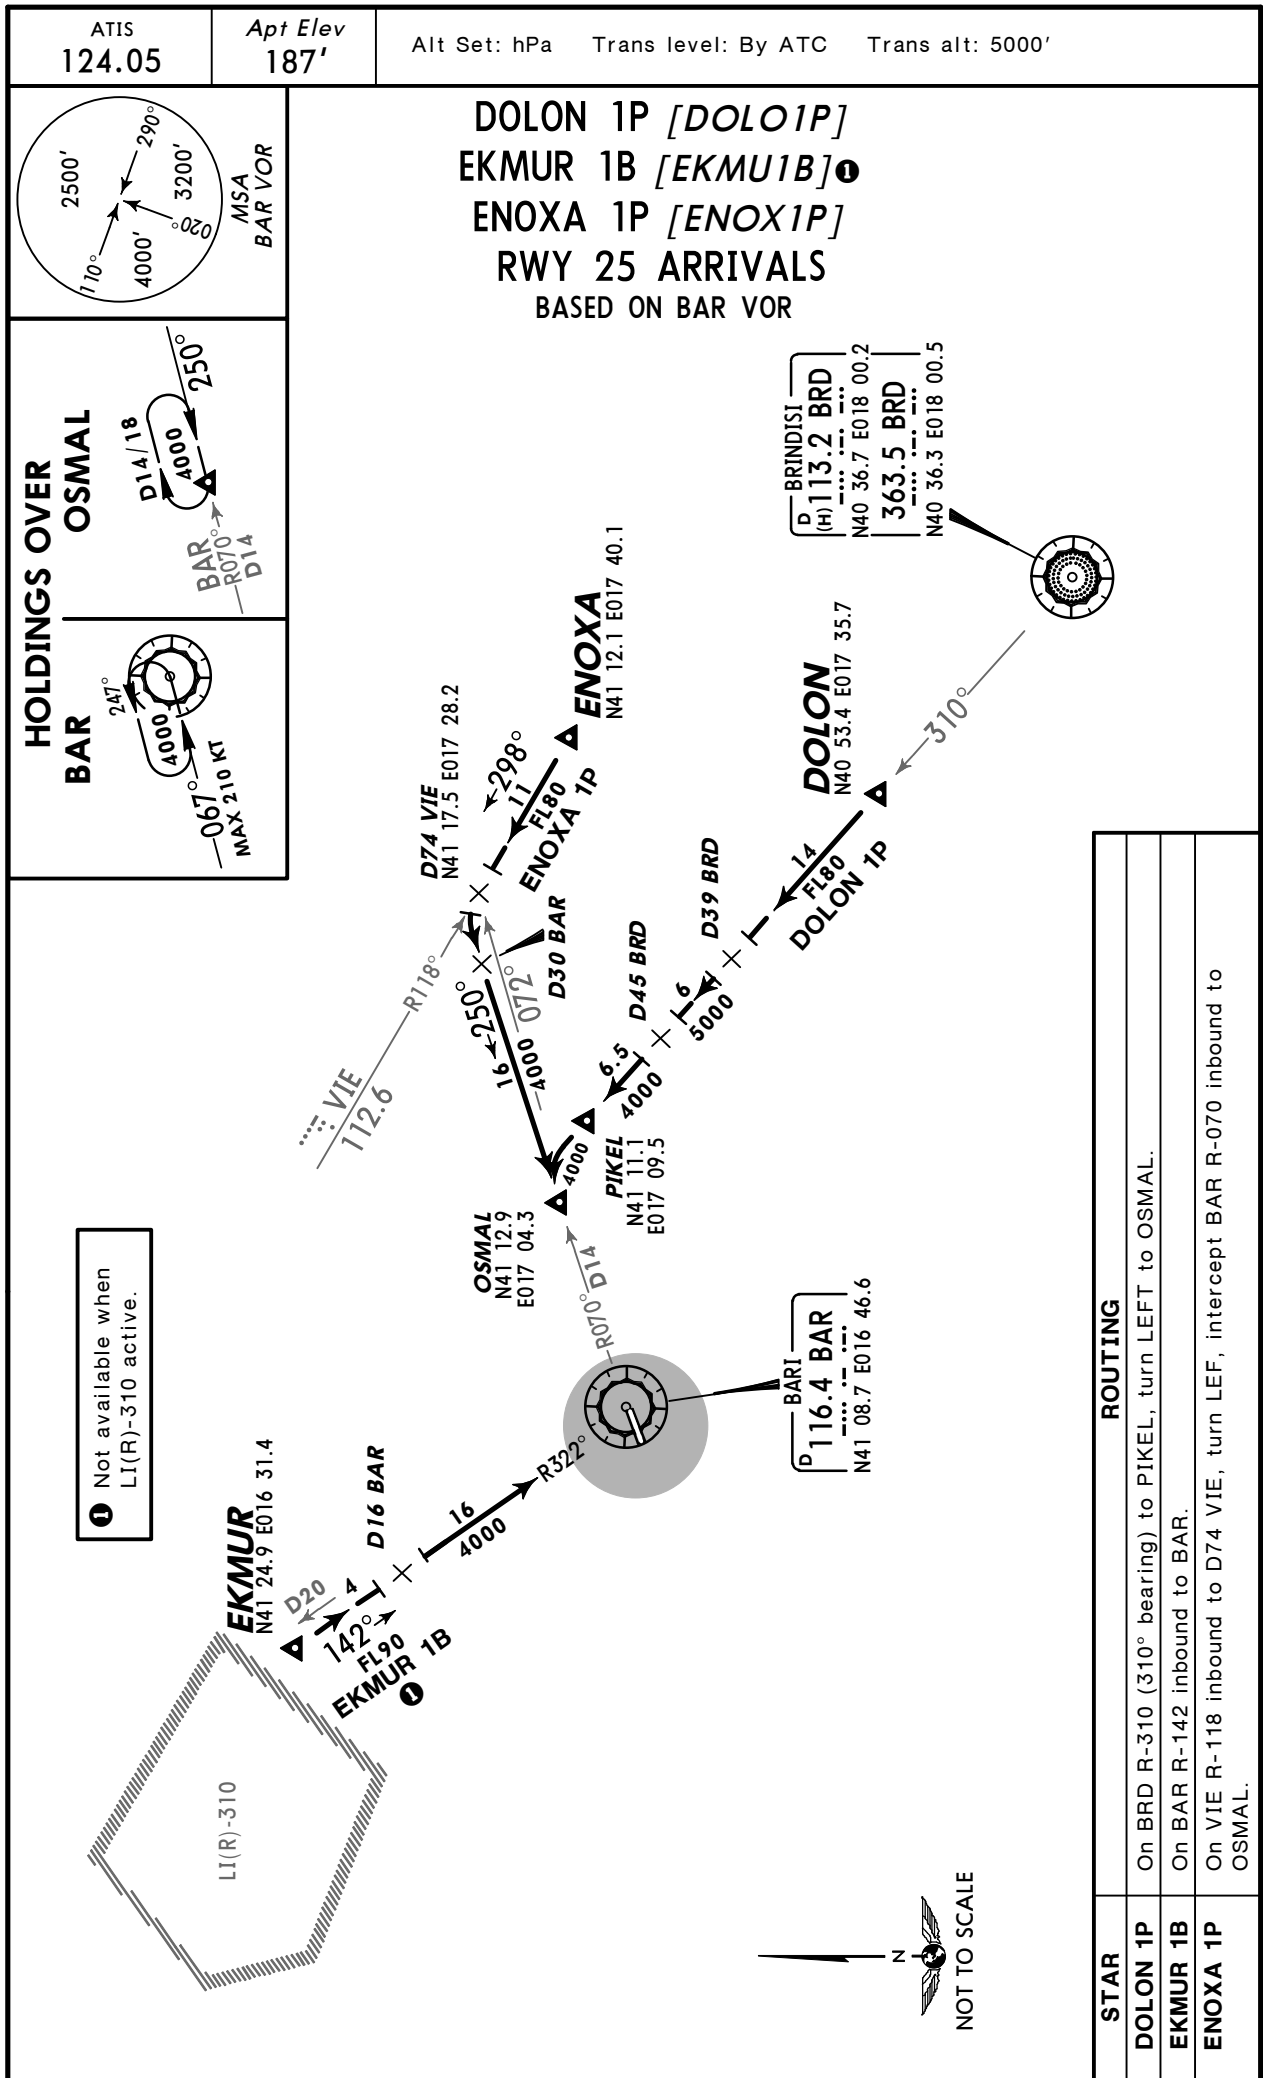 ATIS
124.05
Apt Elev
187'
Alt Set: hPa Trans level: By ATC Trans alt: 5000'
DOLON 1P [DOLO1P]
EKMUR 1B [EKMU1B] ❶
ENOXA 1P [ENOX1P]
RWY 25 ARRIVALS
BASED ON BAR VOR
2500'
3200'
4000'
290°
020°
110°
MSA
BAR VOR
HOLDINGS OVER
BAR
247°
4000
067°
MAX 210 KT
OSMAL
D14/18
4000
250°
BAR
R070°
D14
BRINDISI
D
(H) 113.2 BRD
N40 36.7 E018 00.2
363.5 BRD
N40 36.3 E018 00.5
310°
DOLON
N40 53.4 E017 35.7
14
FL80
DOLON 1P
D39 BRD
6
5000
D45 BRD
6.5
4000
PIKEL
N41 11.1
E017 09.5
4000
ENOXA
N41 12.1 E017 40.1
298°
11
FL80
ENOXA 1P
D74 VIE
N41 17.5 E017 28.2
R118°
VIE
112.6
D30 BAR
16
250°
4000
072°
OSMAL
N41 12.9
E017 04.3
R070° D14
BARI
D 116.4 BAR
N41 08.7 E016 46.6
R322°
16
4000
D16 BAR
EKMUR
N41 24.9 E016 31.4
D20
4
142°
FL90
EKMUR 1B
❶
❶ Not available when
LI(R)-310 active.
LI(R)-310
N
NOT TO SCALE
STAR ROUTING
DOLON 1P On BRD R-310 (310° bearing) to PIKEL, turn LEFT to OSMAL.
EKMUR 1B On BAR R-142 inbound to BAR.
ENOXA 1P On VIE R-118 inbound to D74 VIE, turn LEF, intercept BAR R-070 inbound to
OSMAL.